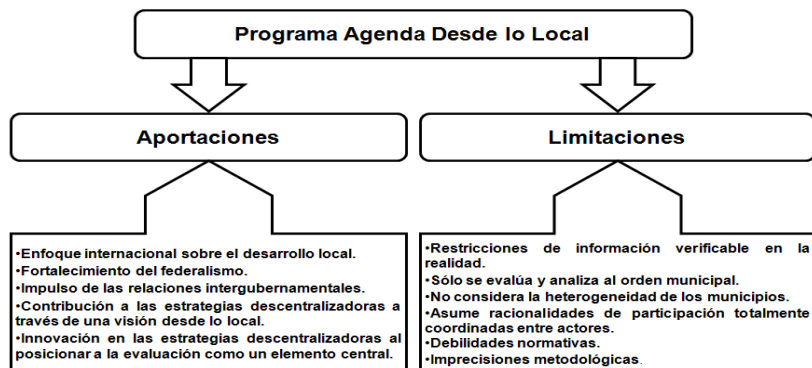 Programa Agenda Desde lo Local
Aportaciones
•Enfoque internacional sobre el desarrollo local.
•Fortalecimiento del federalismo.
•Impulso de las relaciones intergubernamentales.
•Contribución a las estrategias descentralizadoras a
través de una visión desde lo local.
•Innovación en las estrategias descentralizadoras al
posicionar a la evaluación como un elemento central.
Limitaciones
•Restricciones de información verificable en la
realidad.
•Sólo se evalúa y analiza al orden municipal.
•No considera la heterogeneidad de los municipios.
•Asume racionalidades de participación totalmente
coordinadas entre actores.
•Debilidades normativas.
•Imprecisiones metodológicas.